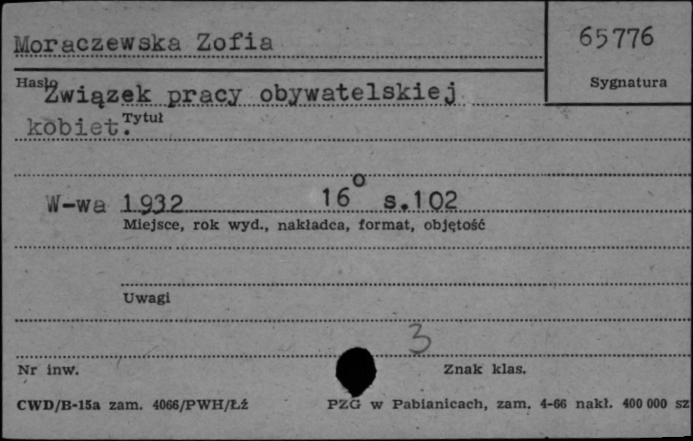 Moraczewska Zofia
65776
Hasło
Sygnatura
Związek pracy obywatelskiej
kobiet.
Tytuł
W-wa 1932 16° s.102
Miejsce, rok wyd., nakładca, format, objętość
Uwagi
3
Nr inw.
Znak klas.
CWD/B-15a zam. 4066/PWH/Łź
PZG w Pabianicach, zam. 4-66 nakł. 400 000 sz